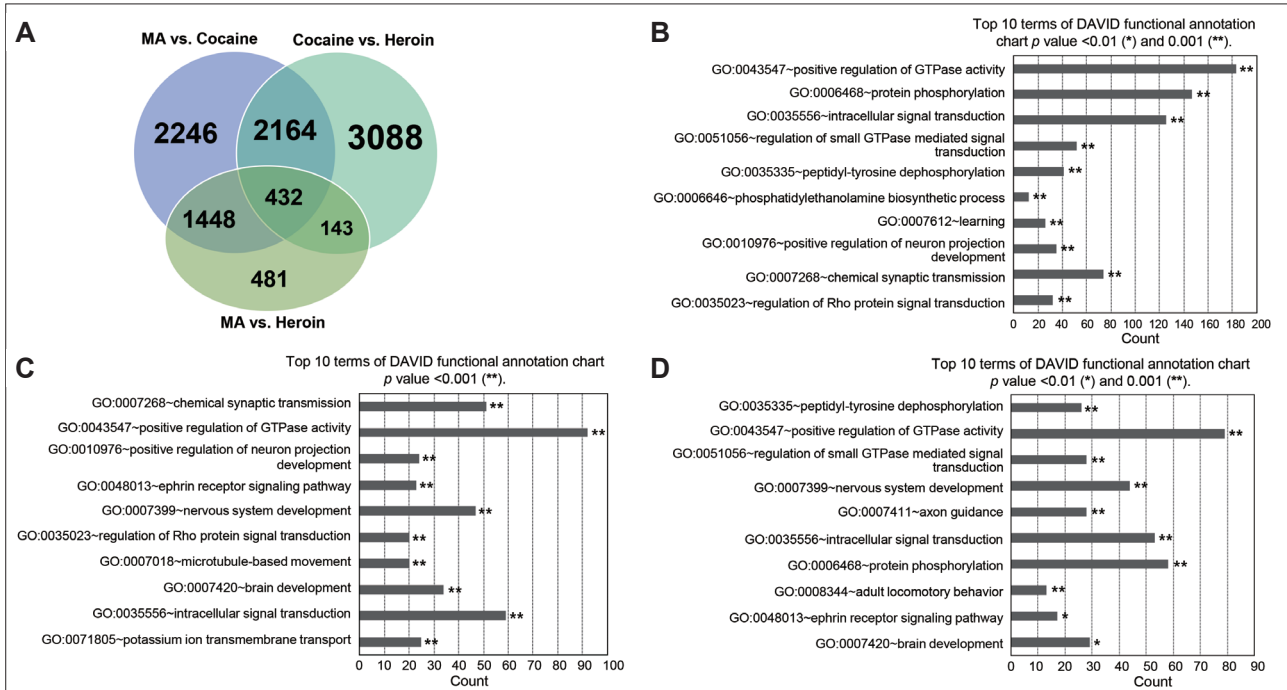 A
MA vs. Cocaine
Cocaine vs. Heroin
2246
2164
3088
432
1448
143
481
MA vs. Heroin
B
Top 10 terms of DAVID functional annotation
chart p value <0.01 (*) and 0.001 (**).
GO:0043547~positive regulation of GTPase activity
**
GO:0006468~protein phosphorylation
**
GO:0035556~intracellular signal transduction
**
GO:0051056~regulation of small GTPase mediated signal
transduction
**
GO:0035335~peptidyl-tyrosine dephosphorylation
**
GO:0006646~phosphatidylethanolamine biosynthetic process
**
GO:0007612~learning
**
GO:0010976~positive regulation of neuron projection
development
**
GO:0007268~chemical synaptic transmission
**
GO:0035023~regulation of Rho protein signal transduction
**
0 20 40 60 80 100 120 140 160 180 200
Count
C
Top 10 terms of DAVID functional annotation chart
p value <0.001 (**).
GO:0007268~chemical synaptic transmission
**
GO:0043547~positive regulation of GTPase activity
**
GO:0010976~positive regulation of neuron projection
development
**
GO:0048013~ephrin receptor signaling pathway
**
GO:0007399~nervous system development
**
GO:0035023~regulation of Rho protein signal transduction
**
GO:0007018~microtubule-based movement
**
GO:0007420~brain development
**
GO:0035556~intracellular signal transduction
**
GO:0071805~potassium ion transmembrane transport
**
0 10 20 30 40 50 60 70 80 90 100
Count
D
Top 10 terms of DAVID functional annotation chart
p value <0.01 (*) and 0.001 (**).
GO:0035335~peptidyl-tyrosine dephosphorylation
**
GO:0043547~positive regulation of GTPase activity
**
GO:0051056~regulation of small GTPase mediated signal
transduction
**
GO:0007399~nervous system development
**
GO:0007411~axon guidance
**
GO:0035556~intracellular signal transduction
**
GO:0006468~protein phosphorylation
**
GO:0008344~adult locomotory behavior
**
GO:0048013~ephrin receptor signaling pathway
*
GO:0007420~brain development
*
0 10 20 30 40 50 60 70 80 90
Count